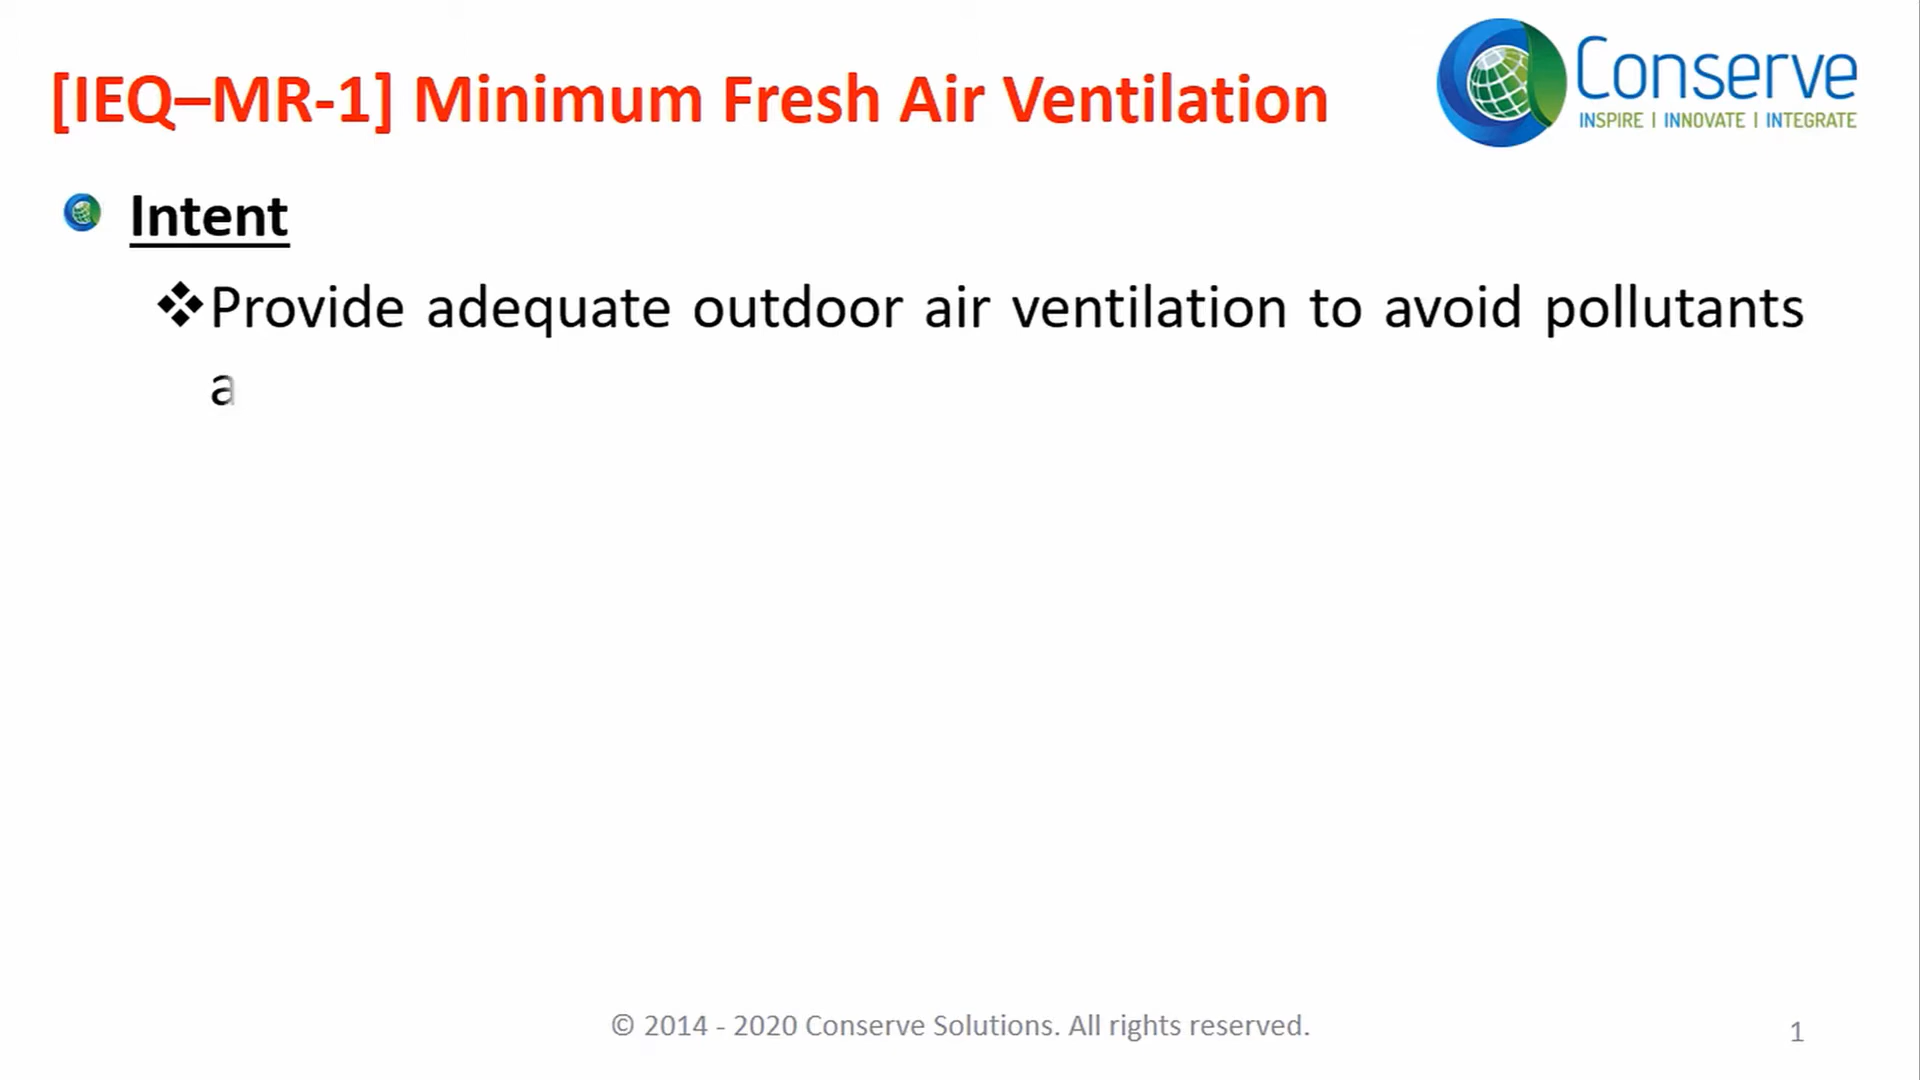 [IEQ–MR-1] Minimum Fresh Air Ventilation
Conserve
INSPIRE | INNOVATE | INTEGRATE
Intent
❖Provide adequate outdoor air ventilation to avoid pollutants
a
© 2014 - 2020 Conserve Solutions. All rights reserved.
1